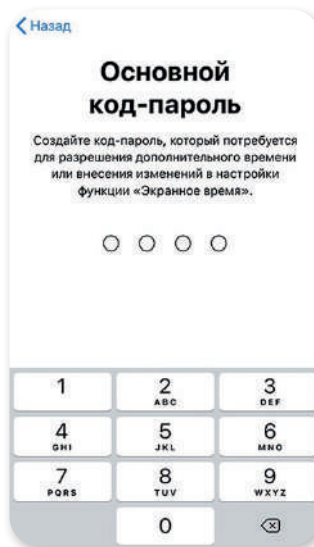 Назад
Основной
код-пароль
Создайте код-пароль, который потребуется
для разрешения дополнительного времени
или внесения изменений в настройки
функции «Экранное время».
1 2 3
ABC DEF
4 5 6
GHI JKL MNO
7 8 9
PQRS TUV WXYZ
0